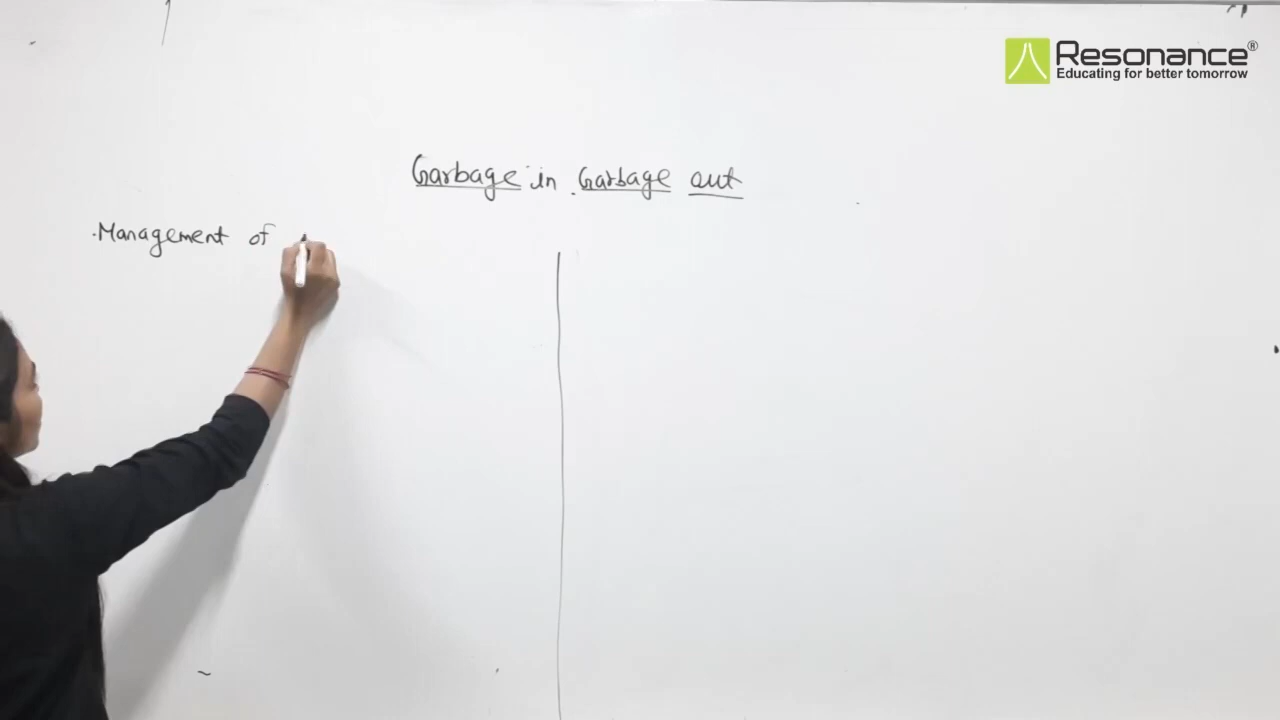 Resonance®
Educating for better tomorrow
Garbage in Garbage out
.Management of